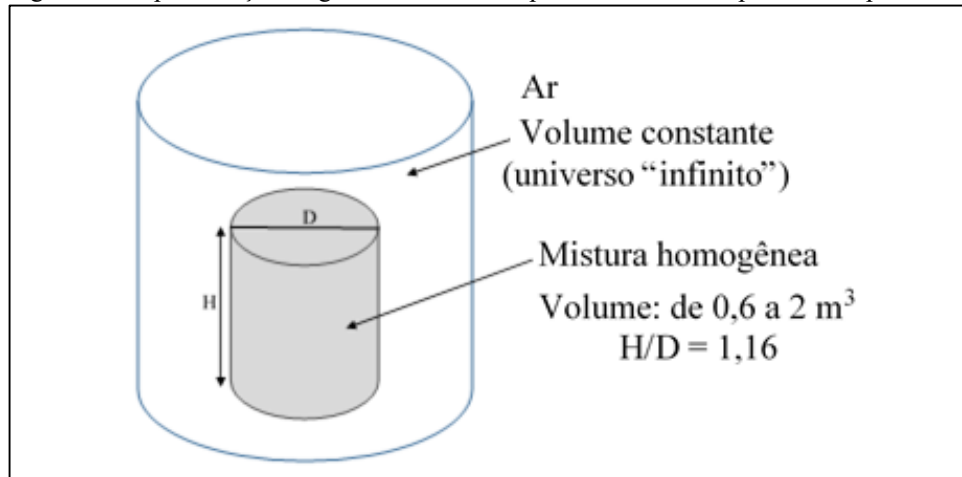 Ar
Volume constante
(universo “infinito”)
D
H
Mistura homogênea
Volume: de 0,6 a 2 m³
H/D = 1,16